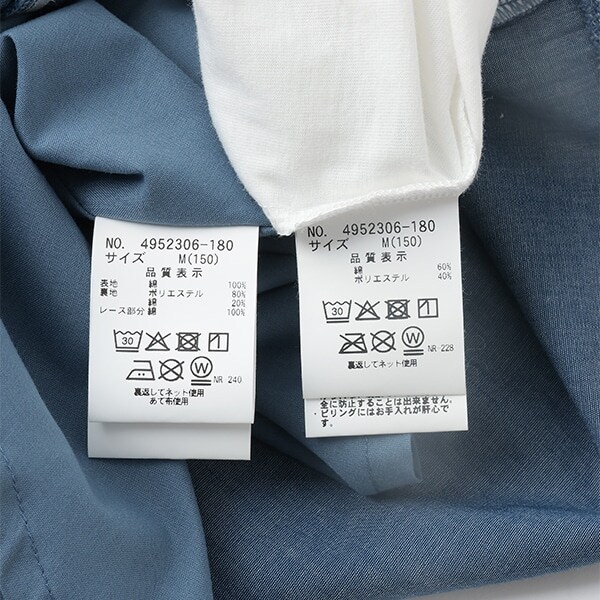 NO. 4952306-180
サイズ M(150)
品質表示
表地 綿 100%
裏地 ポリエステル 80%
綿 20%
レース部分 綿 100%
30
W
NR 240
裏返してネット使用
あて布使用
NO. 4952306-180
サイズ M(150)
品質表示
綿 60%
ポリエステル 40%
30
W
NR-228
裏返してネット使用
全に防止することは出来ません。
・ピリングにはお手入れが肝心で
す。